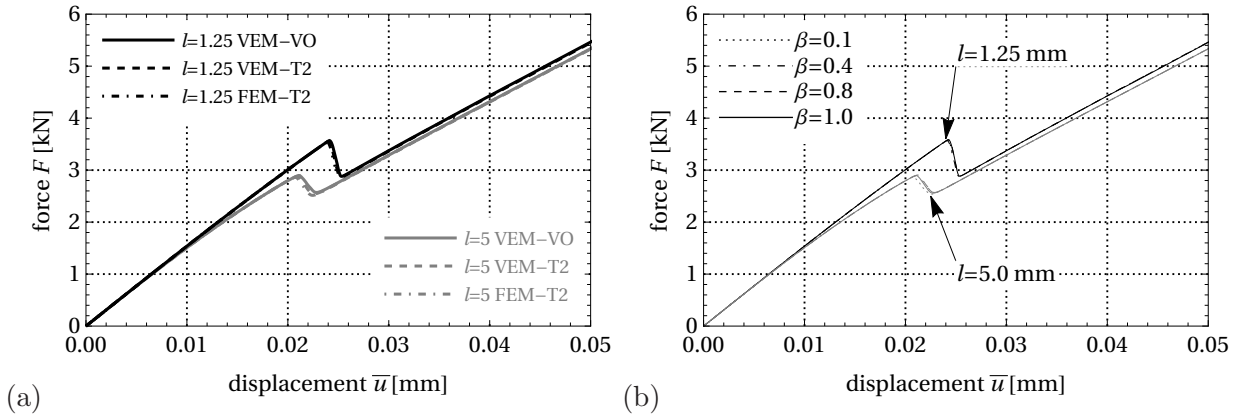 6
5
4
3
2
1
0
force F [kN]
l=1.25 VEM−VO
l=1.25 VEM−T2
l=1.25 FEM−T2
l=5 VEM−VO
l=5 VEM−T2
l=5 FEM−T2
0.00 0.01 0.02 0.03 0.04 0.05
displacement u̅ [mm]
(a)
6
5
4
3
2
1
0
force F [kN]
β=0.1
β=0.4
β=0.8
β=1.0
l=1.25 mm
l=5.0 mm
0.00 0.01 0.02 0.03 0.04 0.05
displacement u̅ [mm]
(b)